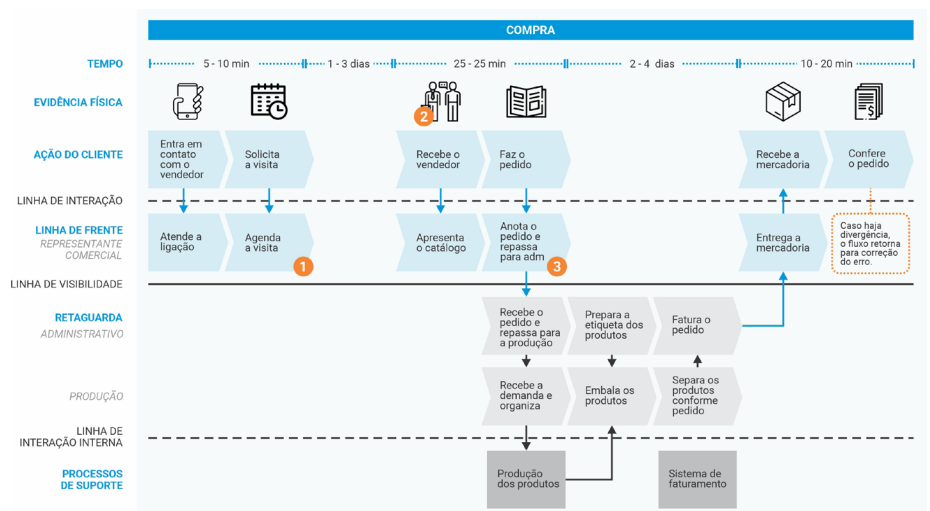 COMPRA
TEMPO
5 - 10 min
1 - 3 dias
25 - 25 min
2 - 4 dias
10 - 20 min
EVIDÊNCIA FÍSICA
2
$
AÇÃO DO CLIENTE
Entra em
contato
com o
vendedor
Solicita
a visita
Recebe o
vendedor
Faz o
pedido
Recebe a
mercadoria
Confere
o pedido
LINHA DE INTERAÇÃO
LINHA DE FRENTE
REPRESENTANTE
COMERCIAL
Atende a
ligação
Agenda
a visita
1
Apresenta
o catálogo
Anota o
pedido e
repassa
para adm
3
Entrega a
mercadoria
Caso haja
divergência,
o fluxo retorna
para correção
do erro.
LINHA DE VISIBILIDADE
RETAGUARDA
ADMINISTRATIVO
Recebe o
pedido e
repassa para
a produção
Prepara a
etiqueta dos
produtos
Fatura o
pedido
PRODUÇÃO
Recebe a
demanda e
organiza
Embala os
produtos
Separa os
produtos
conforme
pedido
LINHA DE
INTERAÇÃO INTERNA
PROCESSOS
DE SUPORTE
Produção
dos produtos
Sistema de
faturamento